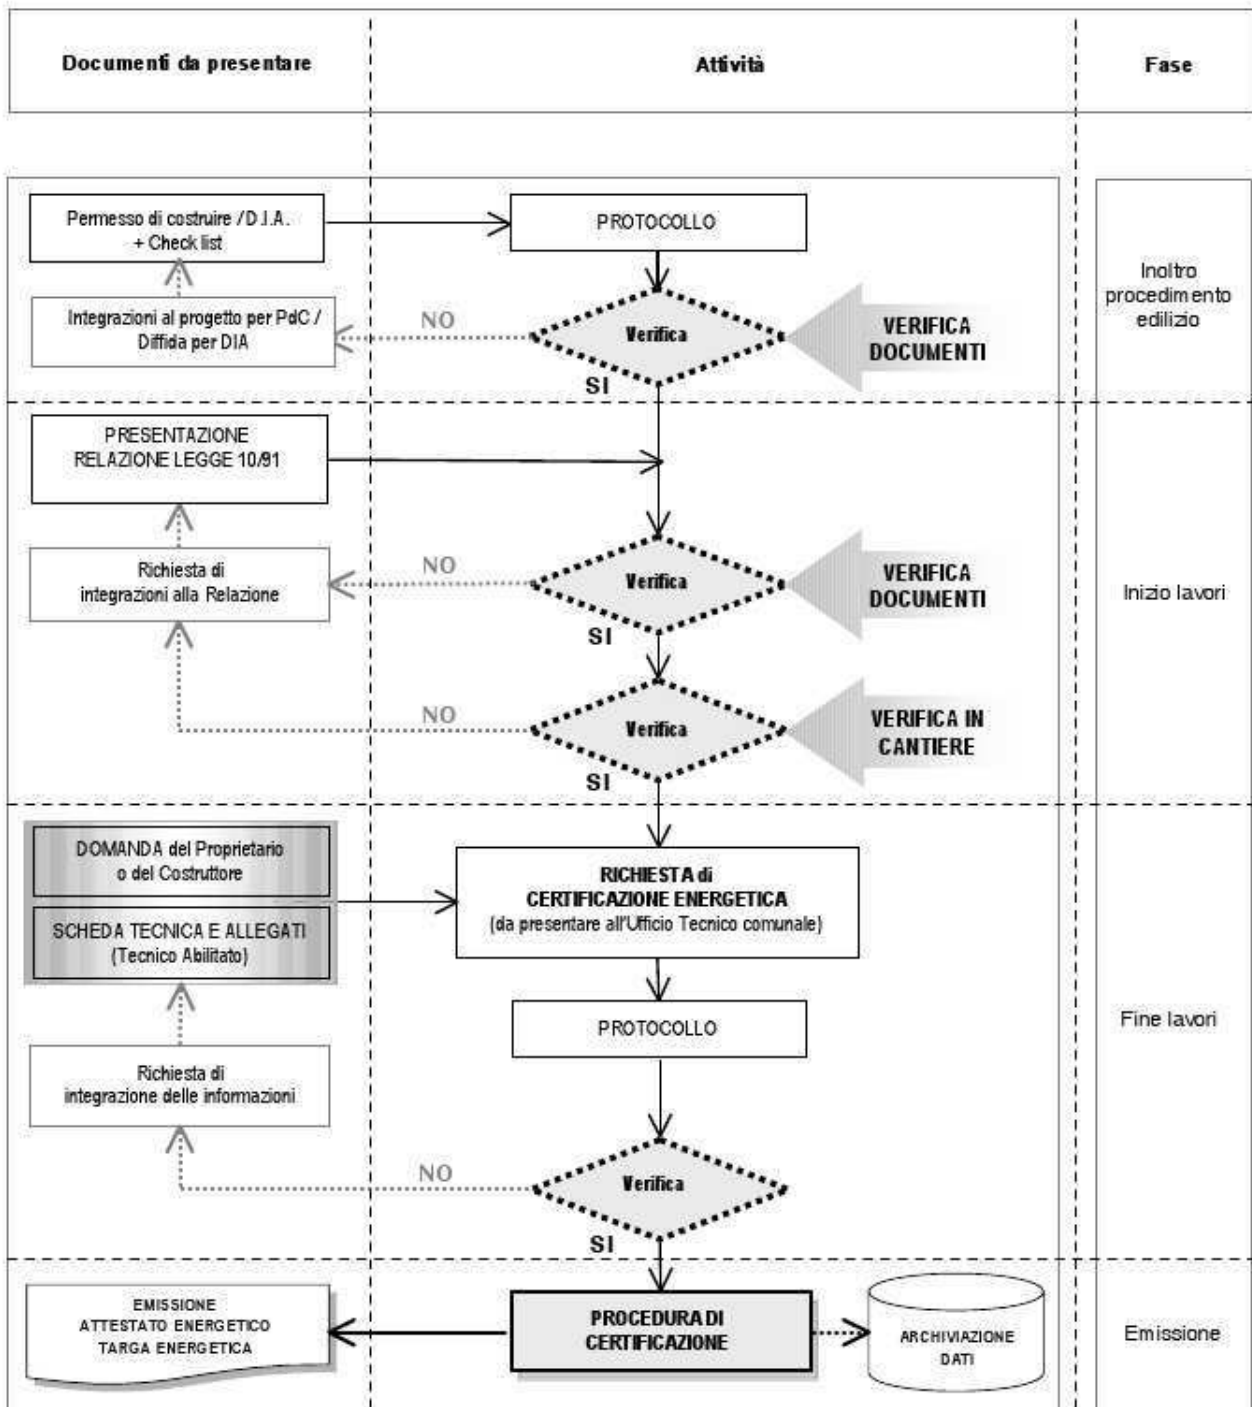 Documenti da presentare
Attività
Fase
Permesso di costruire / D.I.A.
+ Check list
PROTOCOLLO
Inoltro
procedimento
edilizio
Integrazioni al progetto per PdC /
Diffida per DIA
NO
Verifica
VERIFICA
DOCUMENTI
SI
PRESENTAZIONE
RELAZIONE LEGGE 10/91
Richiesta di
integrazioni alla Relazione
NO
Verifica
VERIFICA
DOCUMENTI
Inizio lavori
SI
NO
Verifica
VERIFICA IN
CANTIERE
SI
DOMANDA del Proprietario
o del Costruttore
SCHEDA TECNICA E ALLEGATI
(Tecnico Abilitato)
RICHIESTA di
CERTIFICAZIONE ENERGETICA
(da presentare all'Ufficio Tecnico comunale)
PROTOCOLLO
Fine lavori
Richiesta di
integrazione delle informazioni
NO
Verifica
SI
EMISSIONE
ATTESTATO ENERGETICO
TARGA ENERGETICA
PROCEDURA DI
CERTIFICAZIONE
ARCHIVIAZIONE
DATI
Emissione